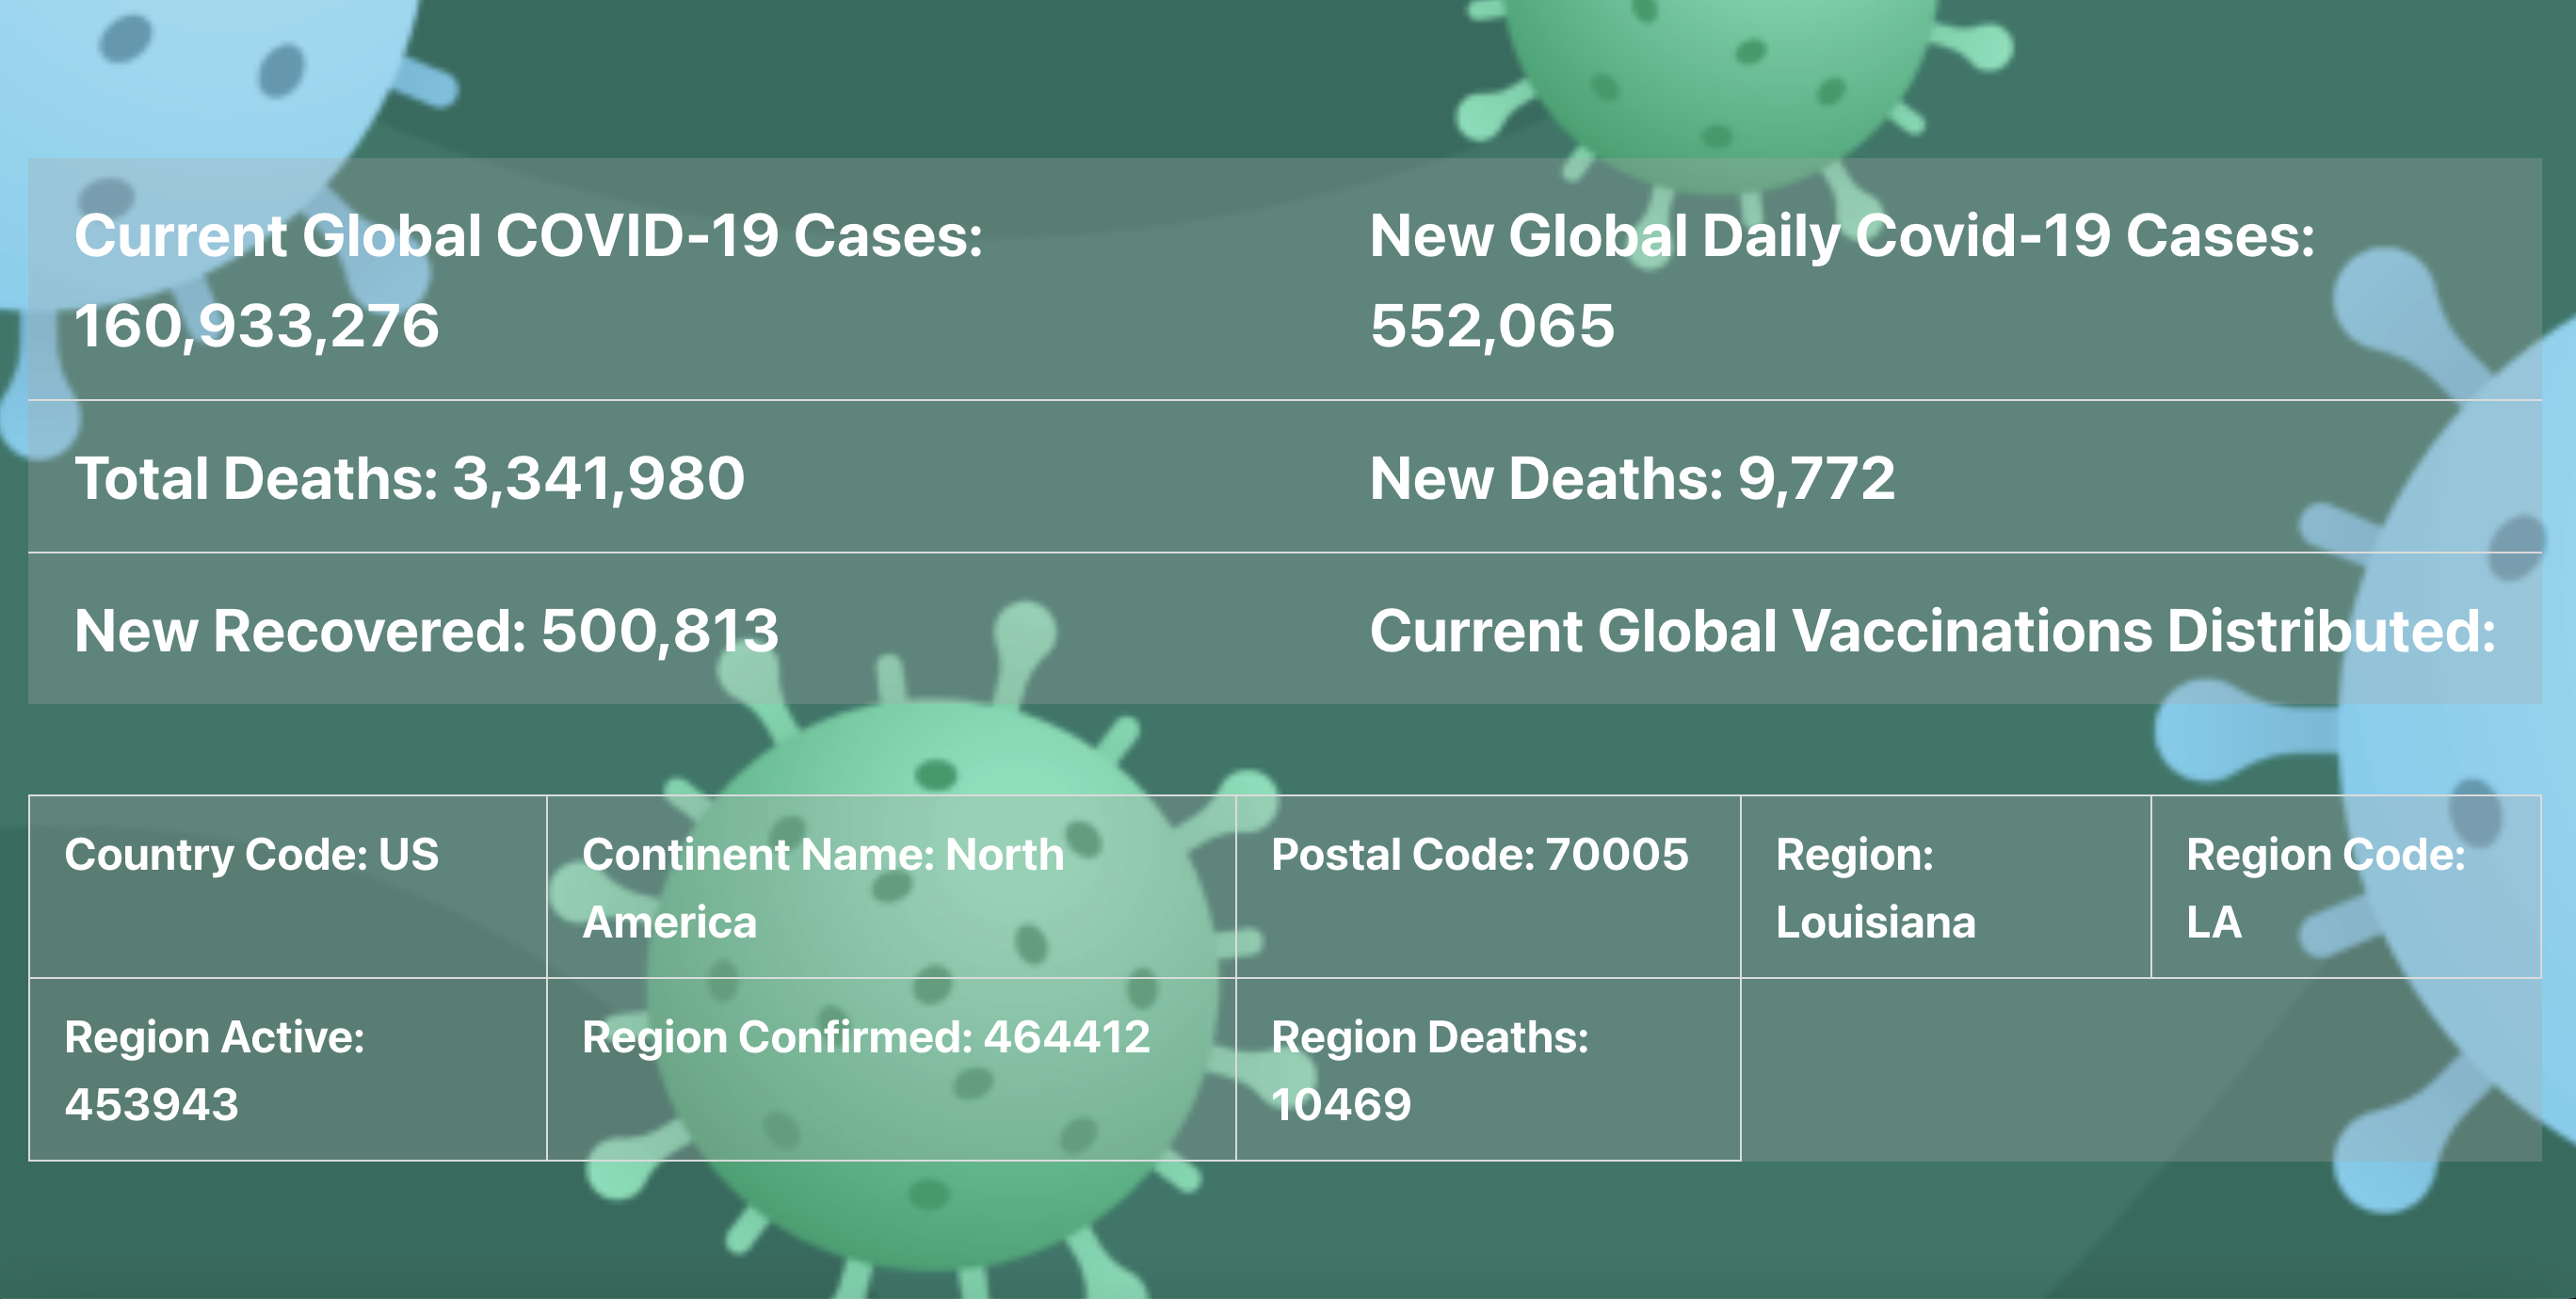 Current Global COVID-19 Cases:
160,933,276
New Global Daily Covid-19 Cases:
552,065
Total Deaths: 3,341,980
New Deaths: 9,772
New Recovered: 500,813
Current Global Vaccinations Distributed:
Country Code: US
Continent Name: North
America
Postal Code: 70005
Region:
Louisiana
Region Code:
LA
Region Active:
453943
Region Confirmed: 464412
Region Deaths:
10469